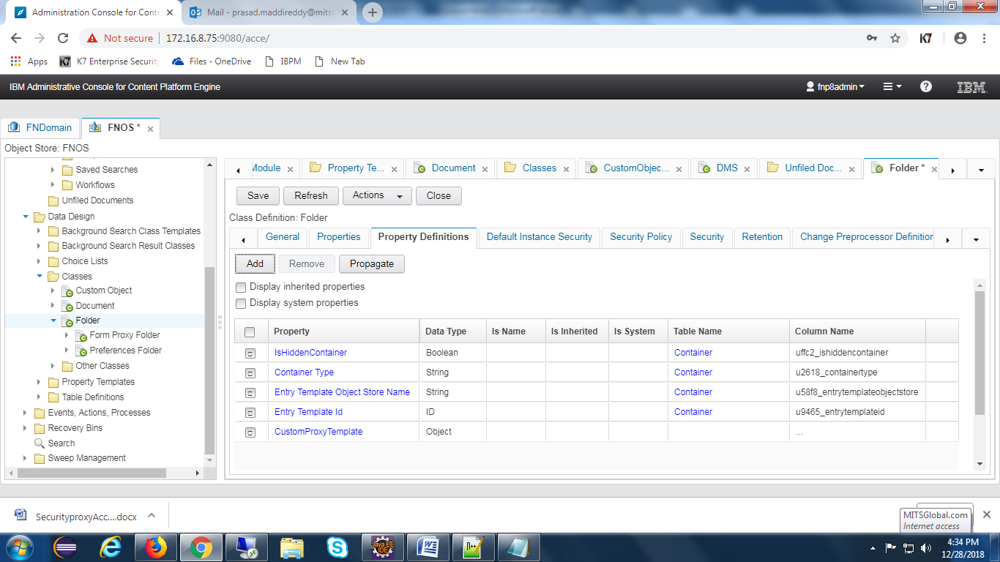 Administration Console for Conte
Mail - prasad.maddireddy@mitsi
Not secure
172.16.8.75:9080/acce/
K7
Apps
K7 Enterprise Security
Files - OneDrive
IBPM
New Tab
IBM Administrative Console for Content Platform Engine
fnp8admin
IBM.
FNDomain
FNOS *
Object Store: FNOS
Saved Searches
Workflows
Unfiled Documents
Data Design
Background Search Class Templates
Background Search Result Classes
Choice Lists
Classes
Custom Object
Document
Folder
Form Proxy Folder
Preferences Folder
Other Classes
Property Templates
Table Definitions
Events, Actions, Processes
Recovery Bins
Search
Sweep Management
Module
Property Te...
Document
Classes
CustomObjec...
DMS
Unfiled Doc...
Folder *
Save
Refresh
Actions
Close
Class Definition: Folder
General
Properties
Property Definitions
Default Instance Security
Security Policy
Security
Retention
Change Preprocessor Definition
Add
Remove
Propagate
Display inherited properties
Display system properties
Property Data Type Is Name Is Inherited Is System Table Name Column Name
IsHiddenContainer Boolean Container uffc2_ishiddencontainer
Container Type String Container u2618_containertype
Entry Template Object Store Name String Container u58f8_entrytemplateobjectstore
Entry Template Id ID Container u9465_entrytemplateid
CustomProxyTemplate Object ...
SecurityproxyAcc....docx
MITSGlobal.com
Internet access
Java EE
IDE
4:34 PM
12/28/2018